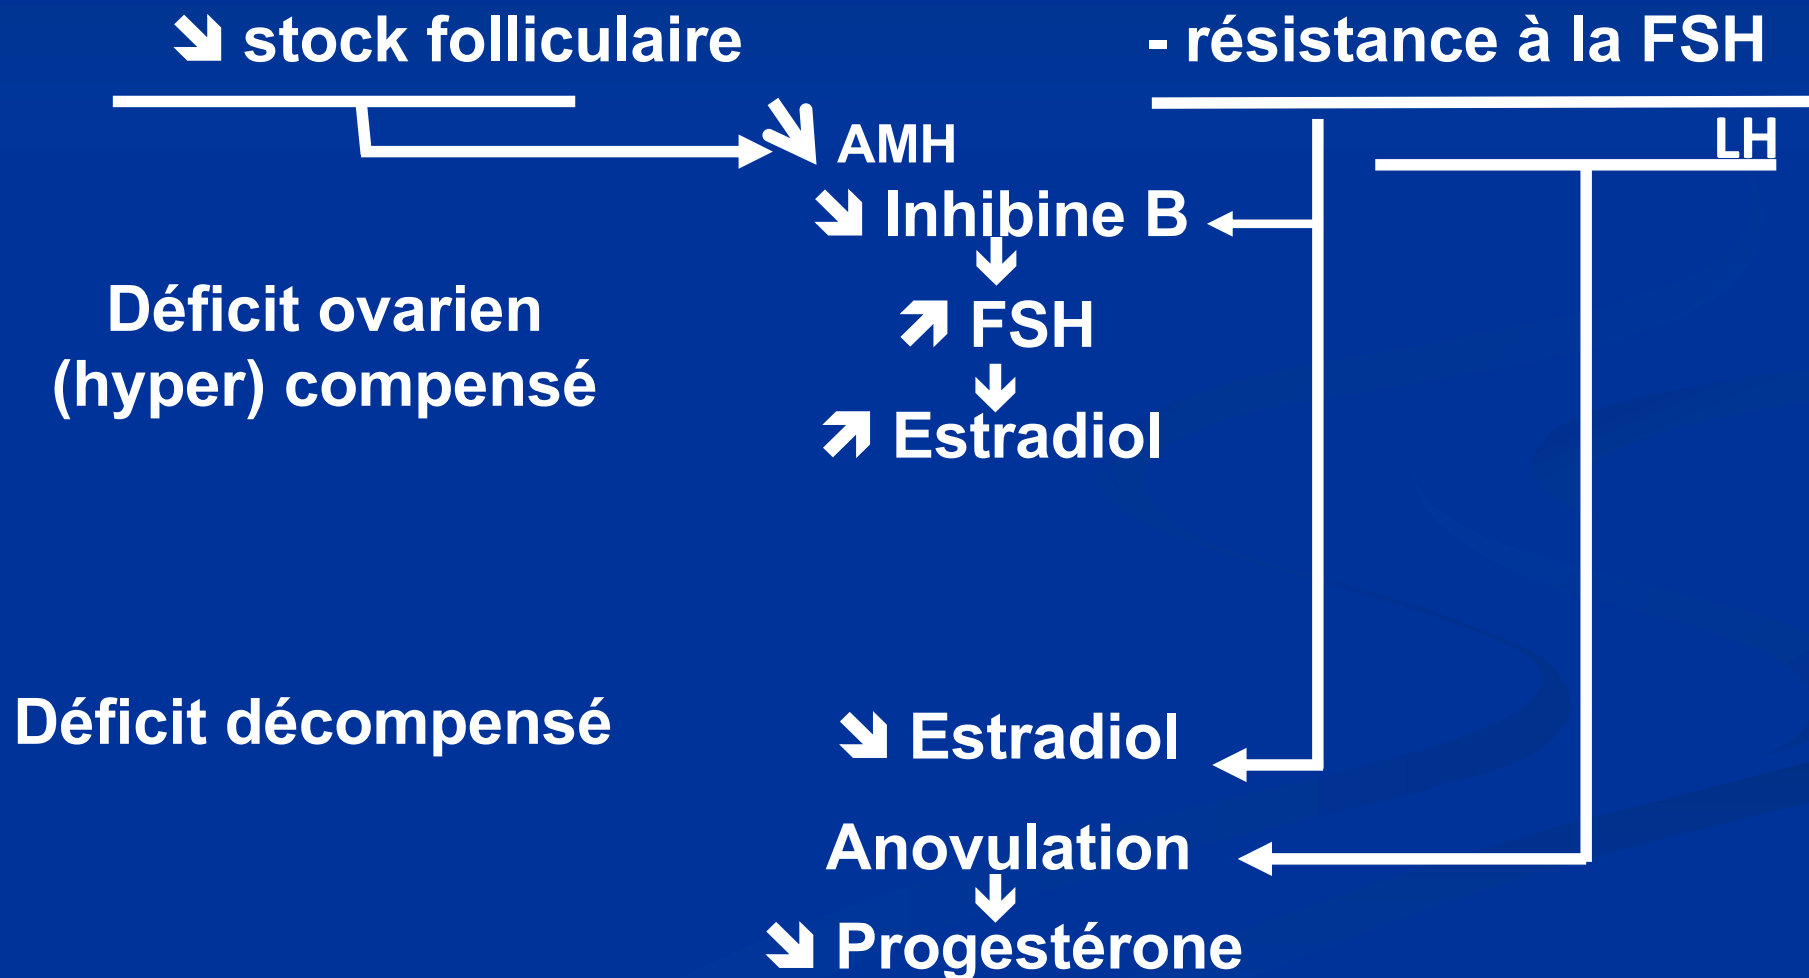 ↘ stock folliculaire
- résistance à la FSH
LH
↘ AMH
↘ Inhibine B
↓
↗ FSH
↓
↗ Estradiol
Déficit ovarien
(hyper) compensé
Déficit décompensé
↘ Estradiol
Anovulation
↓
↘ Progestérone